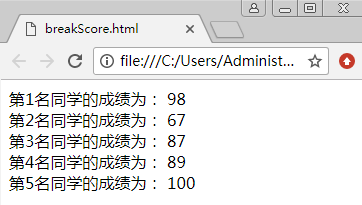 breakScore.html
file:///C:/Users/Administ...
第1名同学的成绩为： 98
第2名同学的成绩为： 67
第3名同学的成绩为： 87
第4名同学的成绩为： 89
第5名同学的成绩为： 100